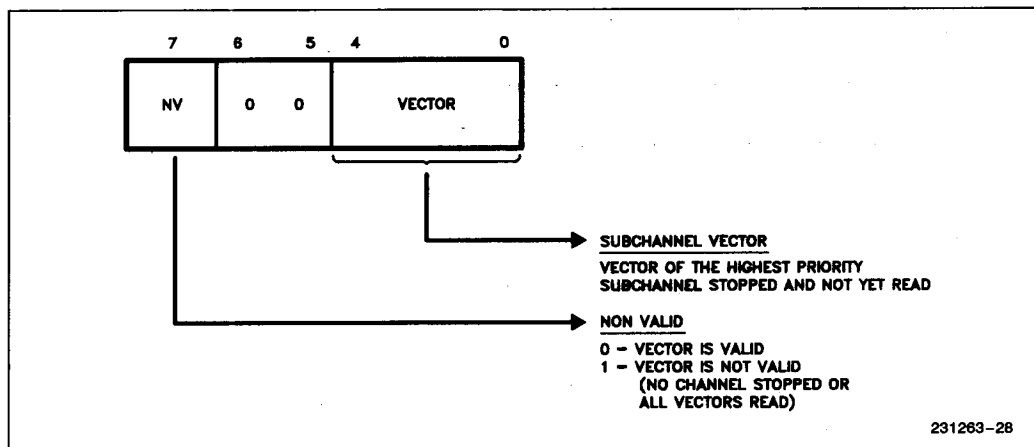 7 6 5 4 0
NV 0 0 VECTOR
SUBCHANNEL VECTOR
VECTOR OF THE HIGHEST PRIORITY
SUBCHANNEL STOPPED AND NOT YET READ
NON VALID
0 – VECTOR IS VALID
1 – VECTOR IS NOT VALID
(NO CHANNEL STOPPED OR
ALL VECTORS READ)
231263–28